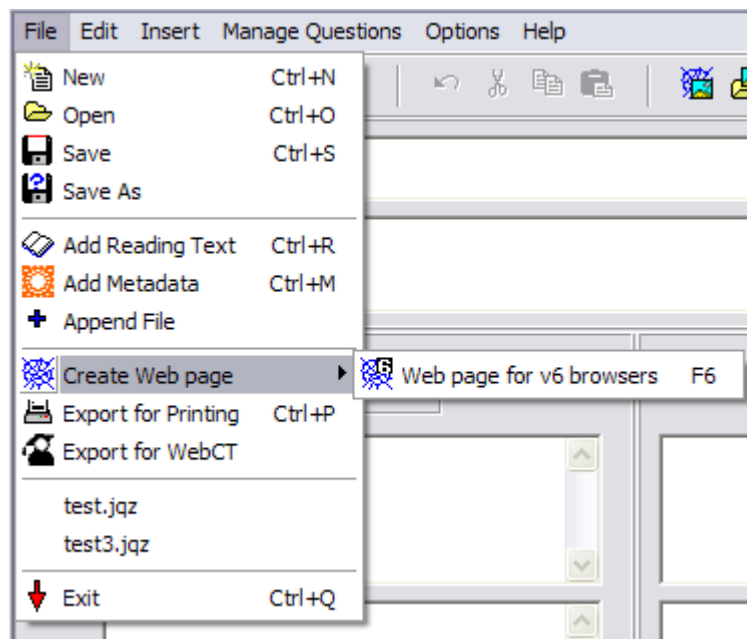 File Edit Insert Manage Questions Options Help
New Ctrl+N
Open Ctrl+O
Save Ctrl+S
Save As
Add Reading Text Ctrl+R
Add Metadata Ctrl+M
Append File
Create Web page
6 Web page for v6 browsers F6
Export for Printing Ctrl+P
Export for WebCT
test.jqz
test3.jqz
Exit Ctrl+Q